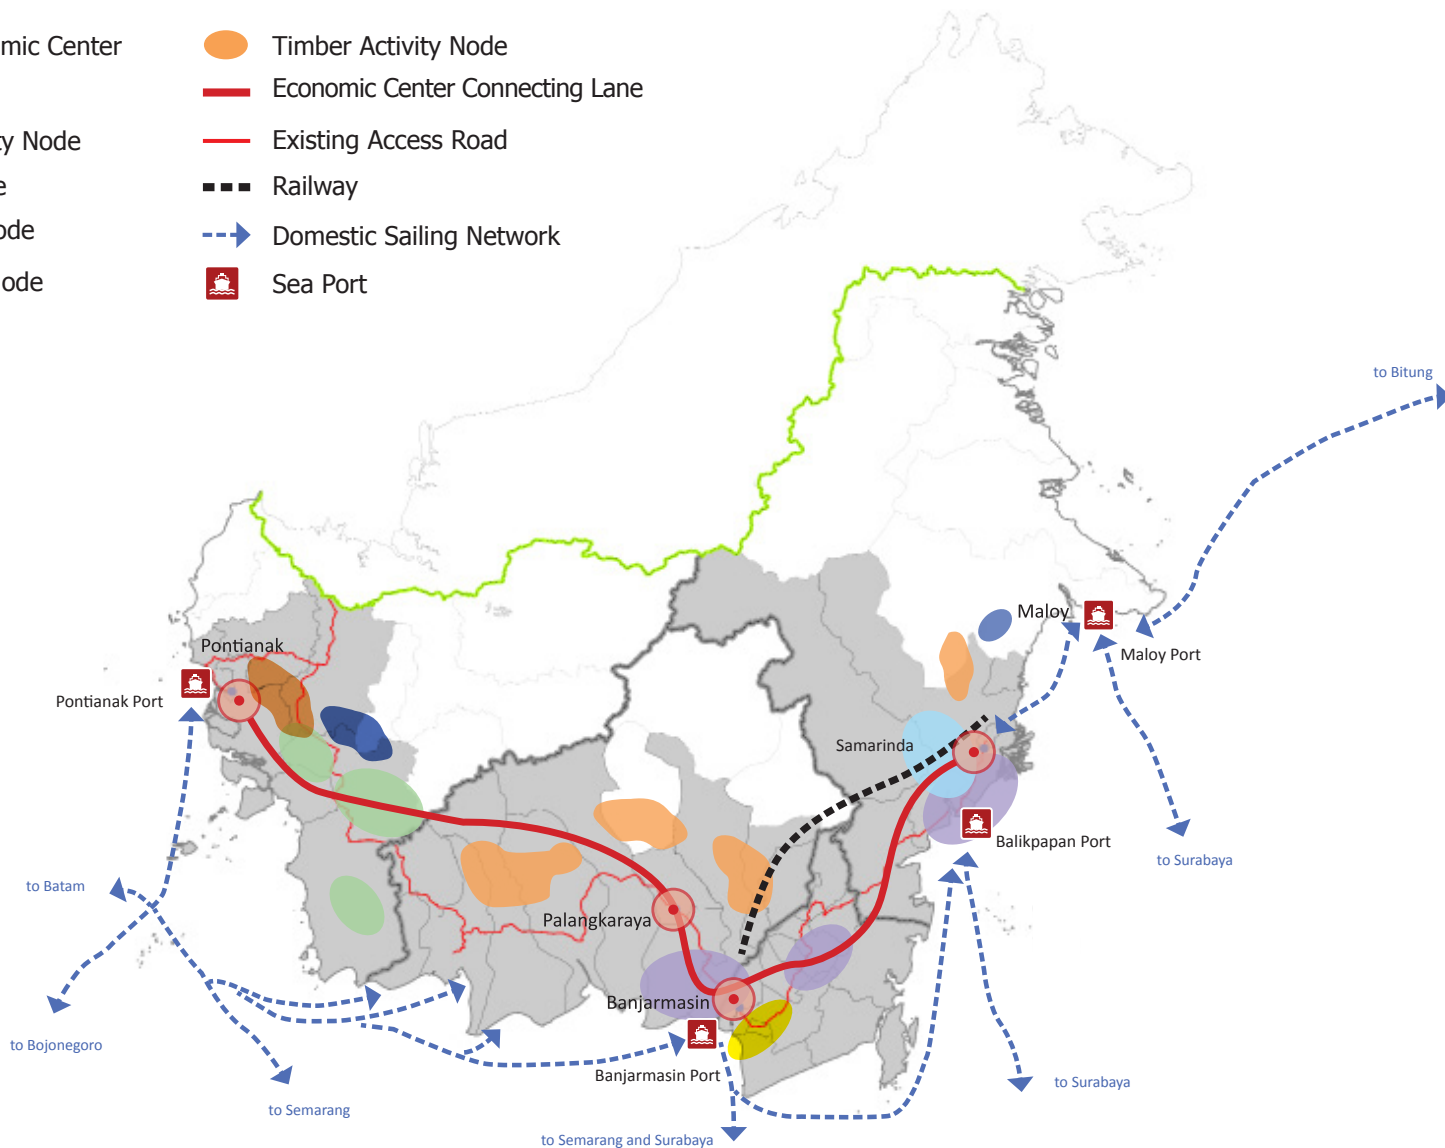 mic Center
ty Node
e
ode
ode
Timber Activity Node
Economic Center Connecting Lane
Existing Access Road
Railway
Domestic Sailing Network
Sea Port
to Bitung
Maloy
Maloy Port
Pontianak
Pontianak Port
Samarinda
Balikpapan Port
to Surabaya
to Batam
Palangkaraya
Banjarmasin
to Bojonegoro
Banjarmasin Port
to Surabaya
to Semarang
to Semarang and Surabaya